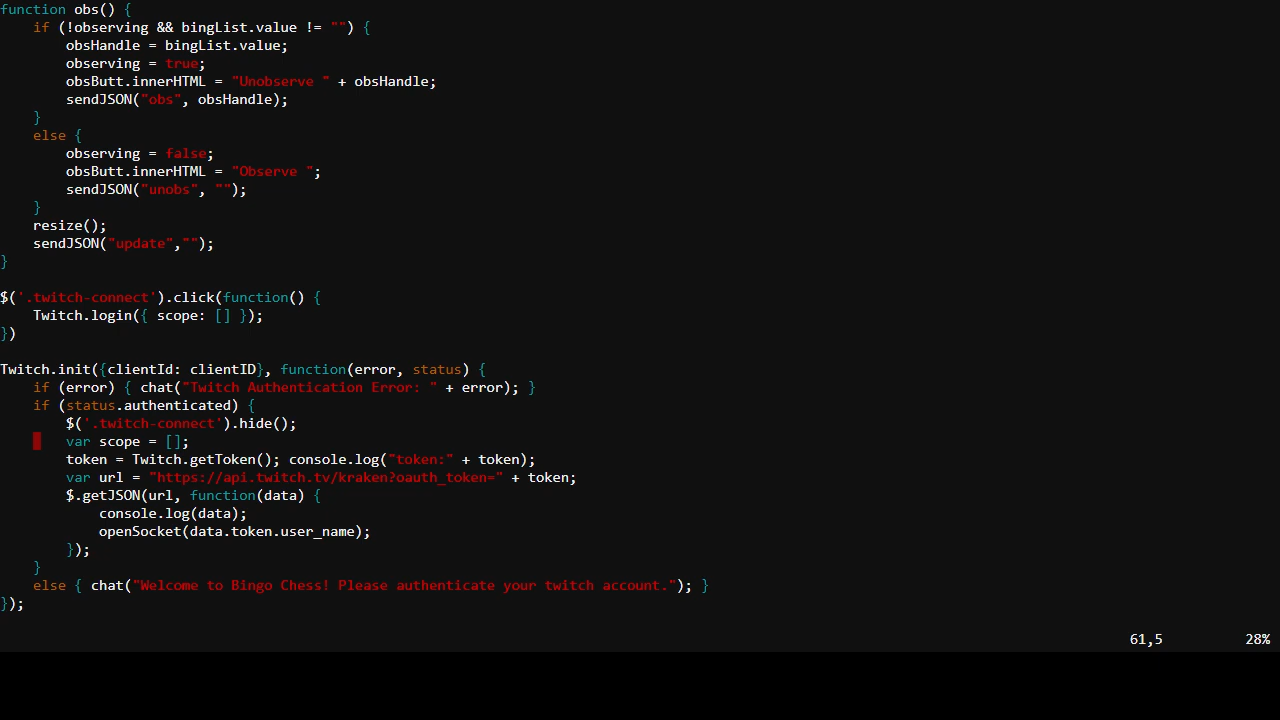 function obs() {
    if (!observing && bingList.value != "") {
        obsHandle = bingList.value;
        observing = true;
        obsButt.innerHTML = "Unobserve " + obsHandle;
        sendJSON("obs", obsHandle);
    }
    else {
        observing = false;
        obsButt.innerHTML = "Observe ";
        sendJSON("unobs", "");
    }
    resize();
    sendJSON("update","");
}

$('.twitch-connect').click(function() {
    Twitch.login({ scope: [] });
})

Twitch.init({clientId: clientID}, function(error, status) {
    if (error) { chat("Twitch Authentication Error: " + error); }
    if (status.authenticated) {
        $('.twitch-connect').hide();
        var scope = [];
        token = Twitch.getToken(); console.log("token:" + token);
        var url = "https://api.twitch.tv/kraken?oauth_token=" + token;
        $.getJSON(url, function(data) {
            console.log(data);
            openSocket(data.token.user_name);
        });
    }
    else { chat("Welcome to Bingo Chess! Please authenticate your twitch account."); }
});
61,5 28%